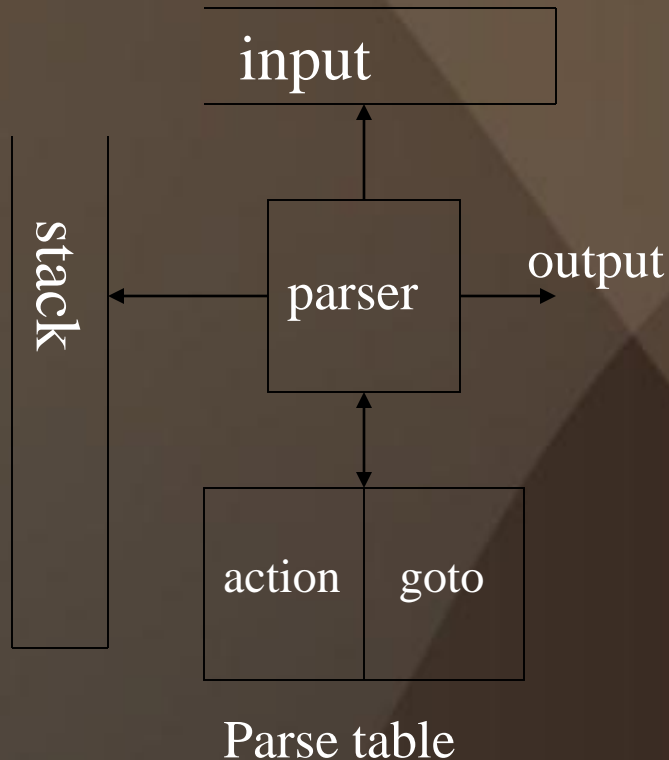 input
stack
parser
output
action
goto
Parse table